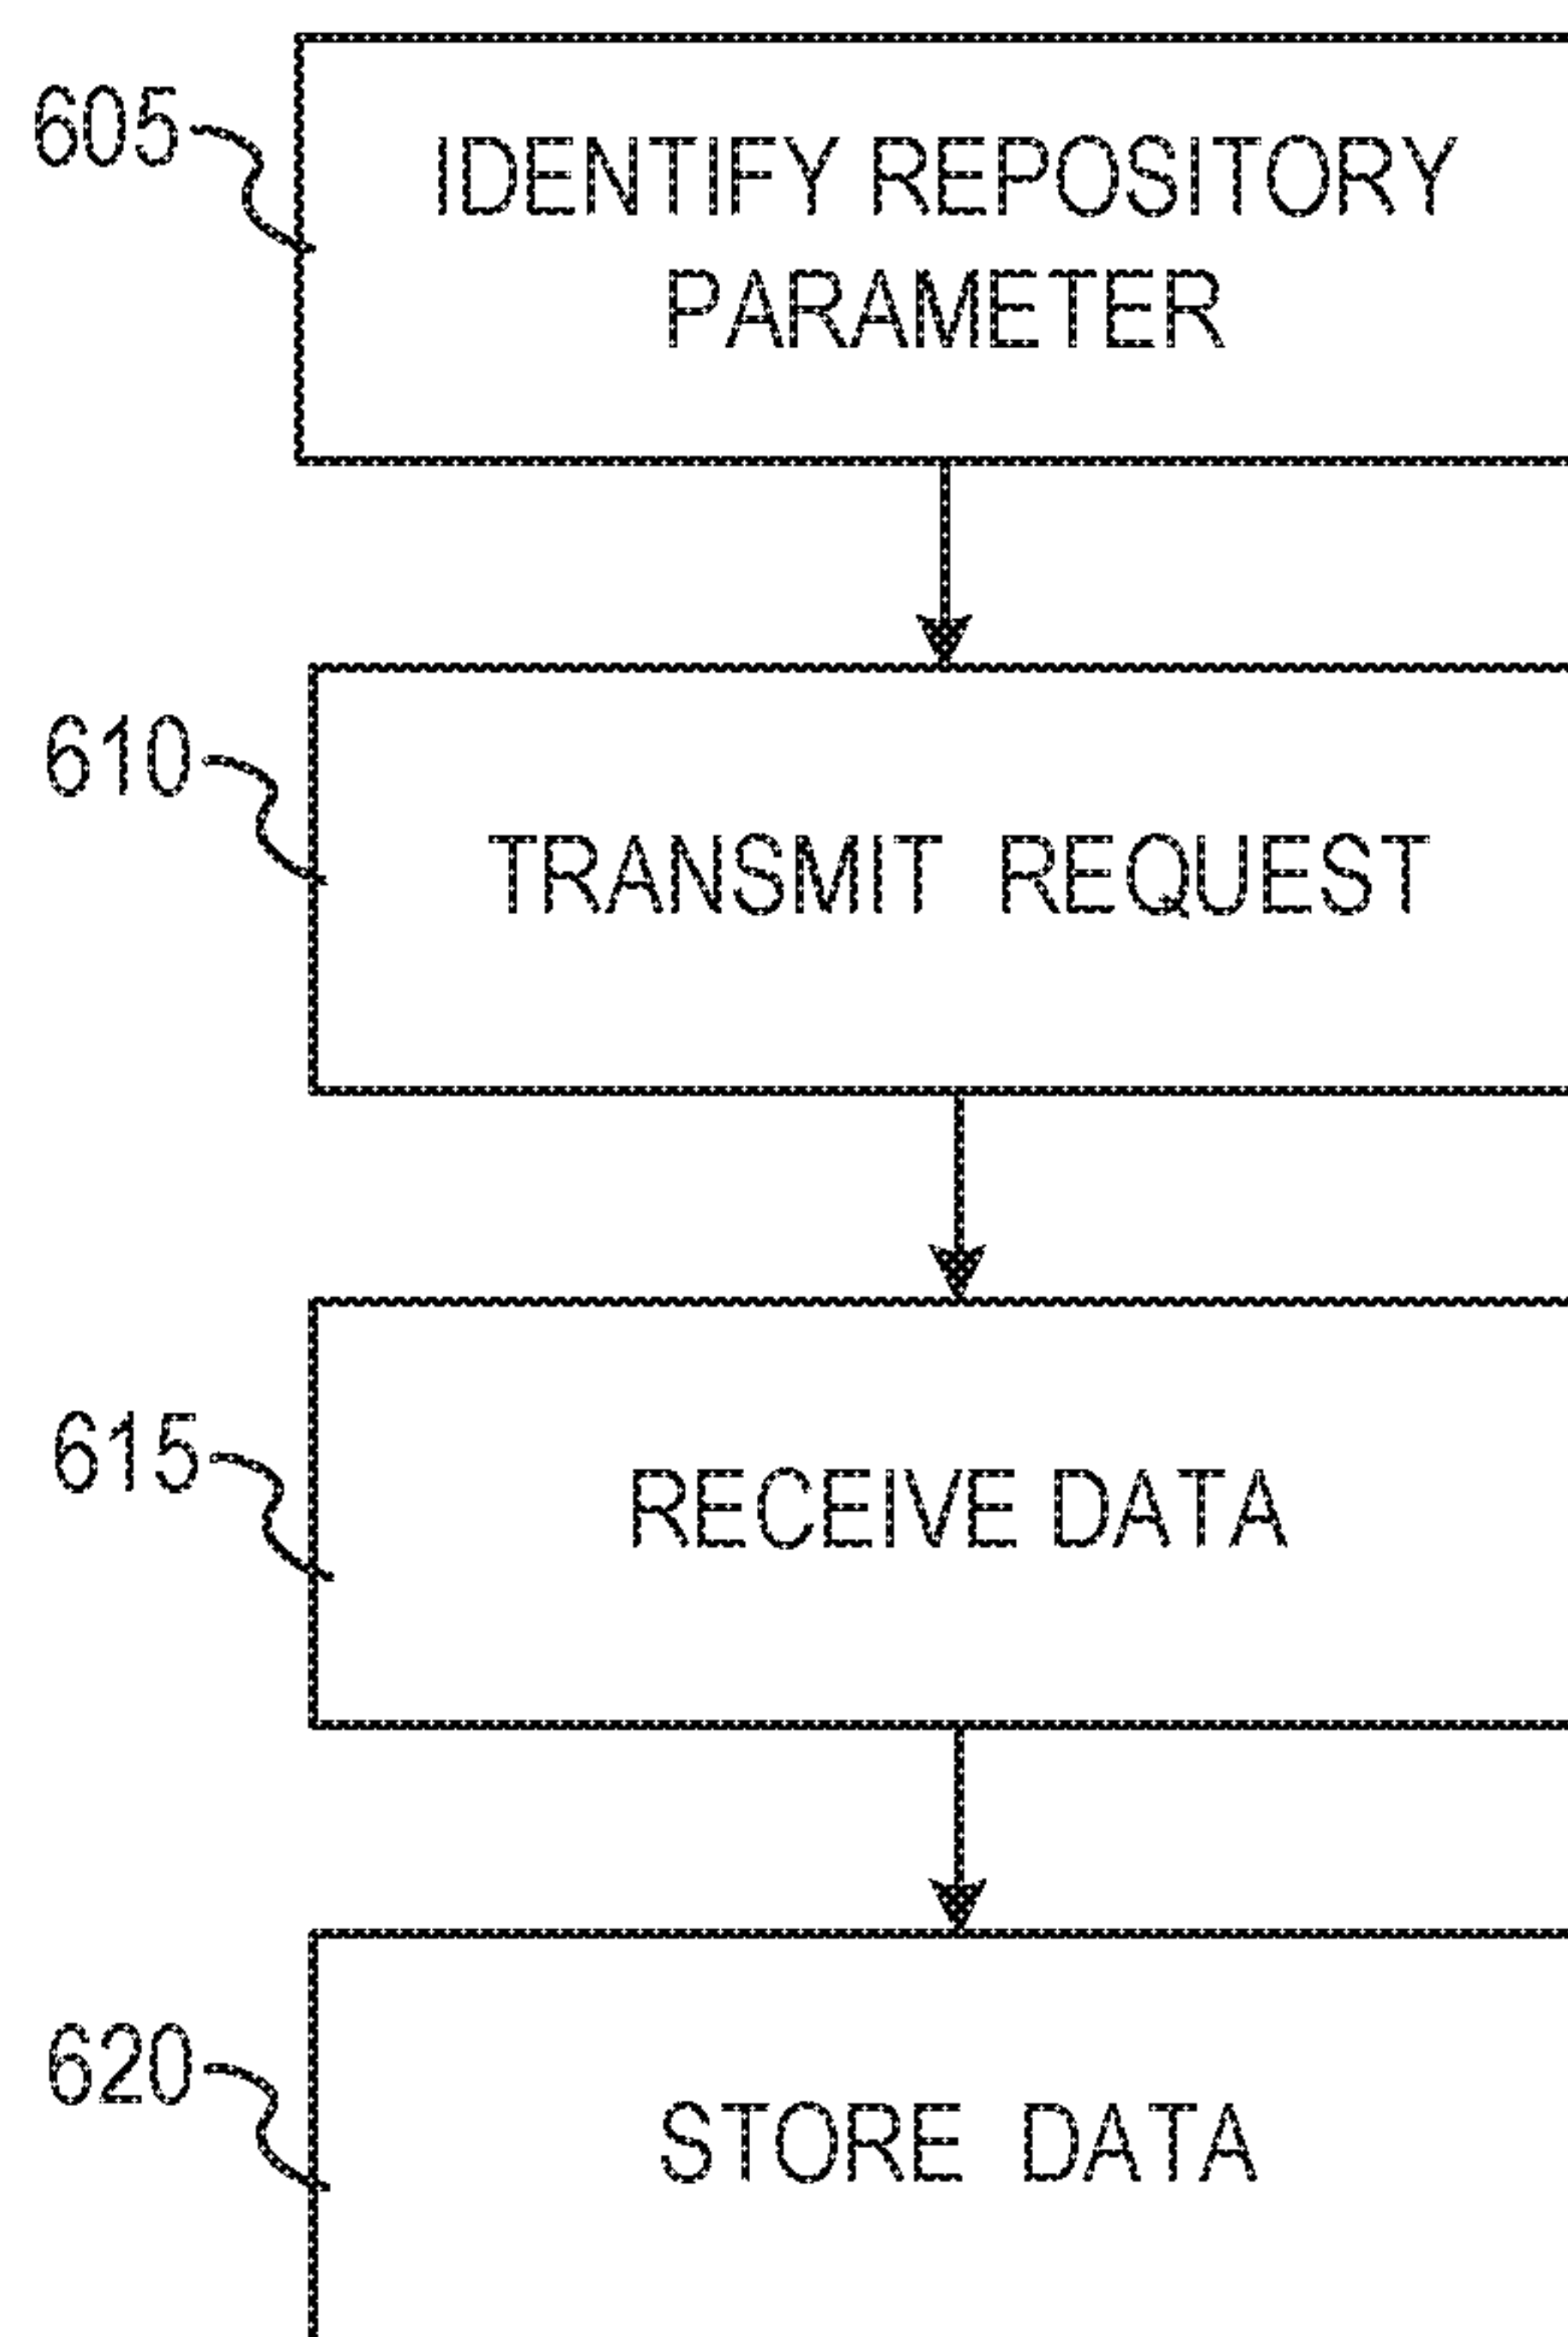 605
IDENTIFY REPOSITORY
PARAMETER
610
TRANSMIT REQUEST
615
RECEIVE DATA
620
STORE DATA